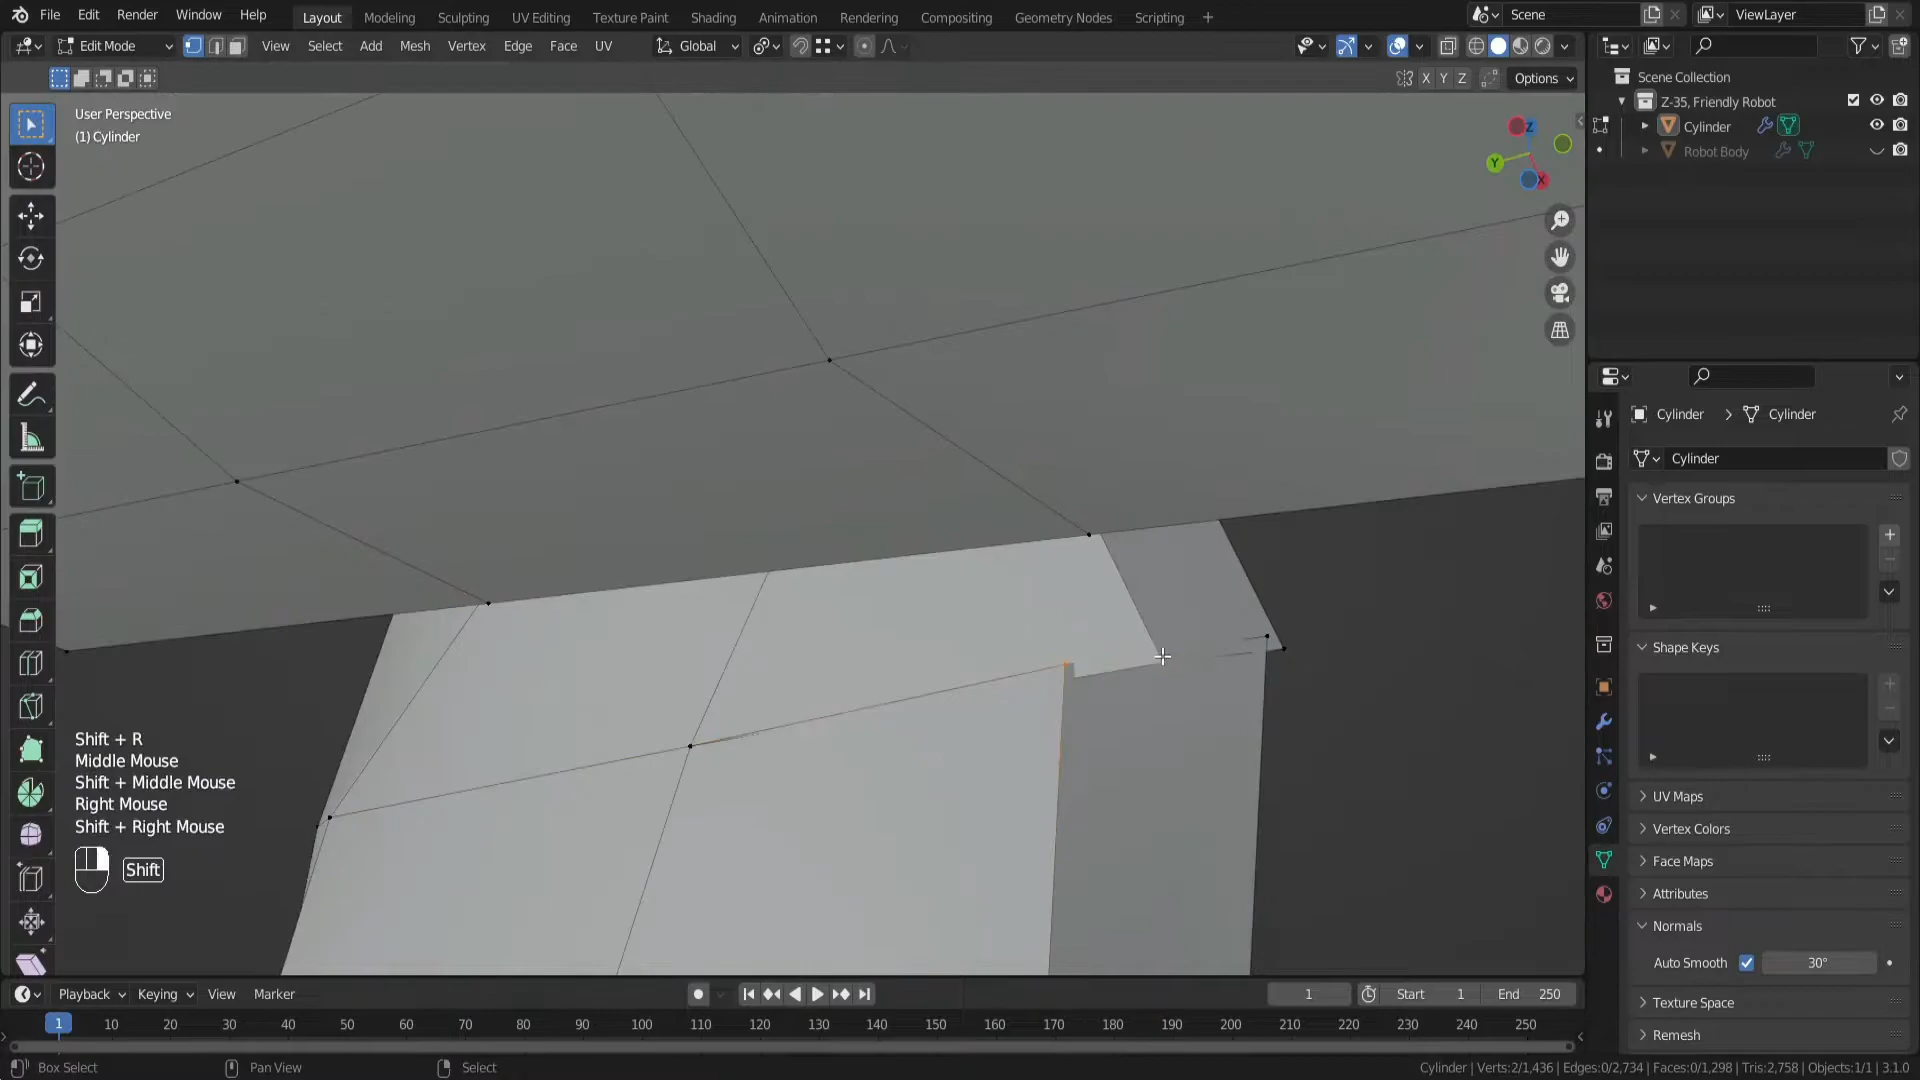 File Edit Render Window Help Layout Modeling Sculpting UV Editing Texture Paint Shading Animation Rendering Compositing Geometry Nodes Scripting + Scene ViewLayer
Edit Mode View Select Add Mesh Vertex Edge Face UV Global
X Y Z Options
User Perspective
(1) Cylinder
Scene Collection
Z-35, Friendly Robot
Cylinder
Robot Body
Z
Y
X
Cylinder > Cylinder
Cylinder
Vertex Groups
Shape Keys
UV Maps
Vertex Colors
Face Maps
Attributes
Normals
Auto Smooth 30°
Texture Space
Remesh
Shift + R
Middle Mouse
Shift + Middle Mouse
Right Mouse
Shift + Right Mouse
Shift
Playback Keying View Marker 1 Start 1 End 250
1 10 20 30 40 50 60 70 80 90 100 110 120 130 140 150 160 170 180 190 200 210 220 230 240 250
Box Select Pan View Select Cylinder | Verts:2/1,436 | Edges:0/2,734 | Faces:0/1,298 | Tris:2,758 | Objects:1/1 | 3.1.0